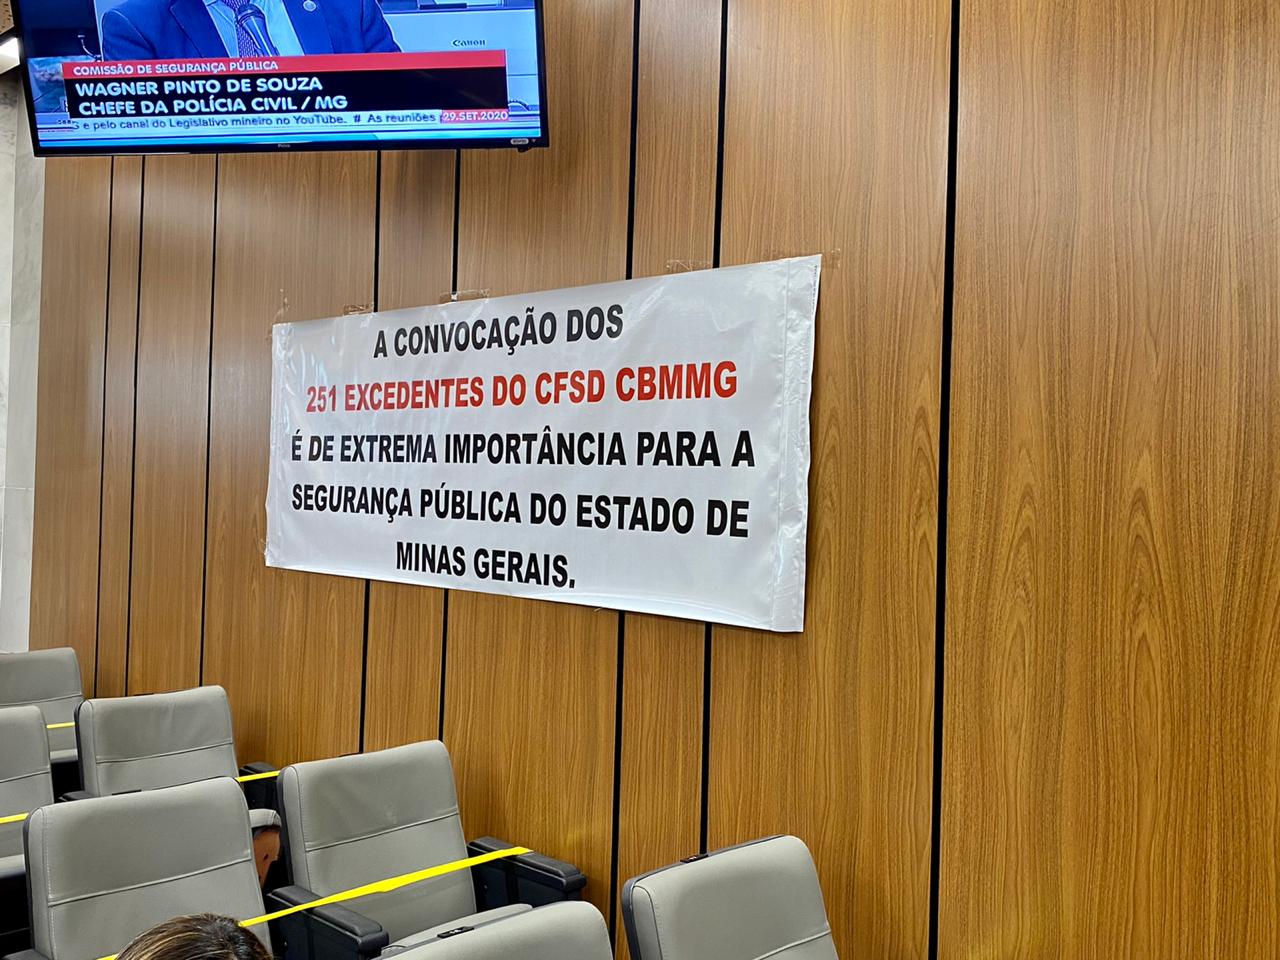 Canon
COMISSÃO DE SEGURANÇA PÚBLICA
WAGNER PINTO DE SOUZA
CHEFE DA POLÍCIA CIVIL / MG
S e pelo canal do Legislativo mineiro no YouTube. # As reuniões 29.SET.2020
A CONVOCAÇÃO DOS
251 EXCEDENTES DO CFSD CBMMG
É DE EXTREMA IMPORTÂNCIA PARA A
SEGURANÇA PÚBLICA DO ESTADO DE
MINAS GERAIS.